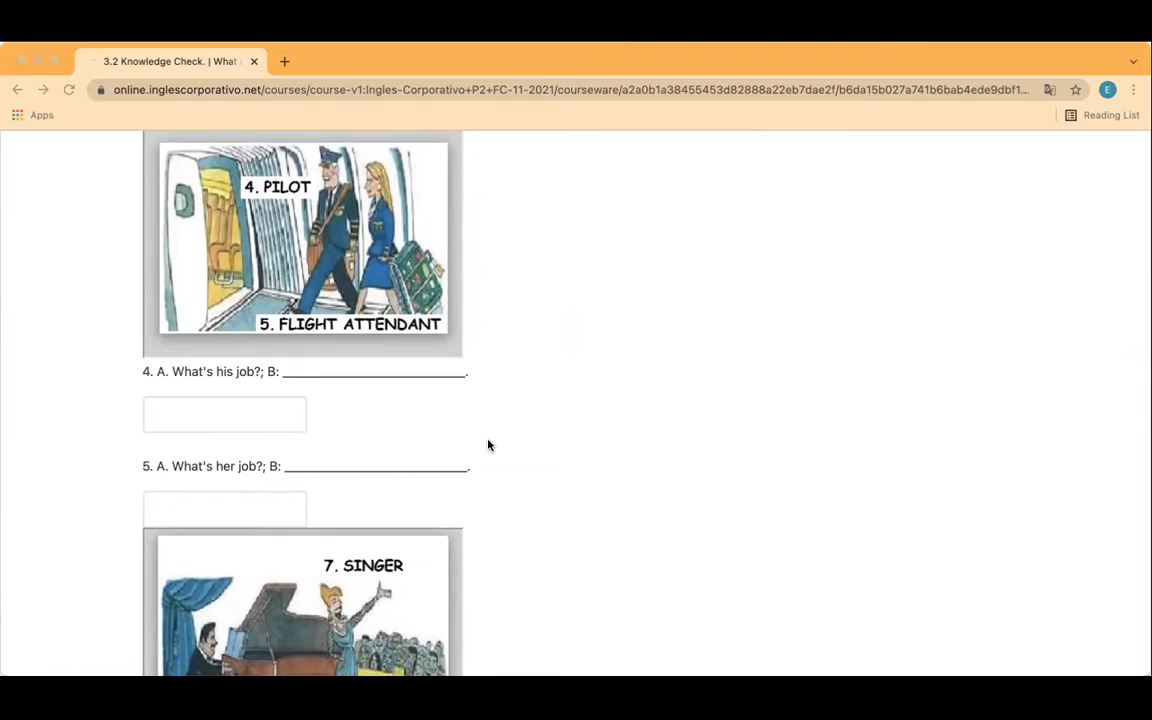 3.2 Knowledge Check. | What
online.inglescorporativo.net/courses/course-v1:Ingles-Corporativo+P2+FC-11-2021/courseware/a2a0b1a38455453d82888a22eb7dae2f/b6da15b027a741b6bab4ede9dbf1...
E
Apps
Reading List
4. PILOT
5. FLIGHT ATTENDANT
4. A. What's his job?; B: _________________________.
5. A. What's her job?; B: _________________________.
7. SINGER